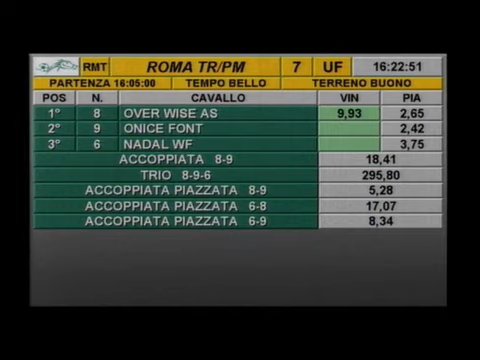 RMT ROMA TR/PM 7 UF 16:22:51
PARTENZA 16:05:00 TEMPO BELLO TERRENO BUONO
POS N. CAVALLO VIN PIA
1º 8 OVER WISE AS 9,93 2,65
2º 9 ONICE FONT 2,42
3º 6 NADAL WF 3,75
ACCOPPIATA 8-9 18,41
TRIO 8-9-6 295,80
ACCOPPIATA PIAZZATA 8-9 5,28
ACCOPPIATA PIAZZATA 6-8 17,07
ACCOPPIATA PIAZZATA 6-9 8,34